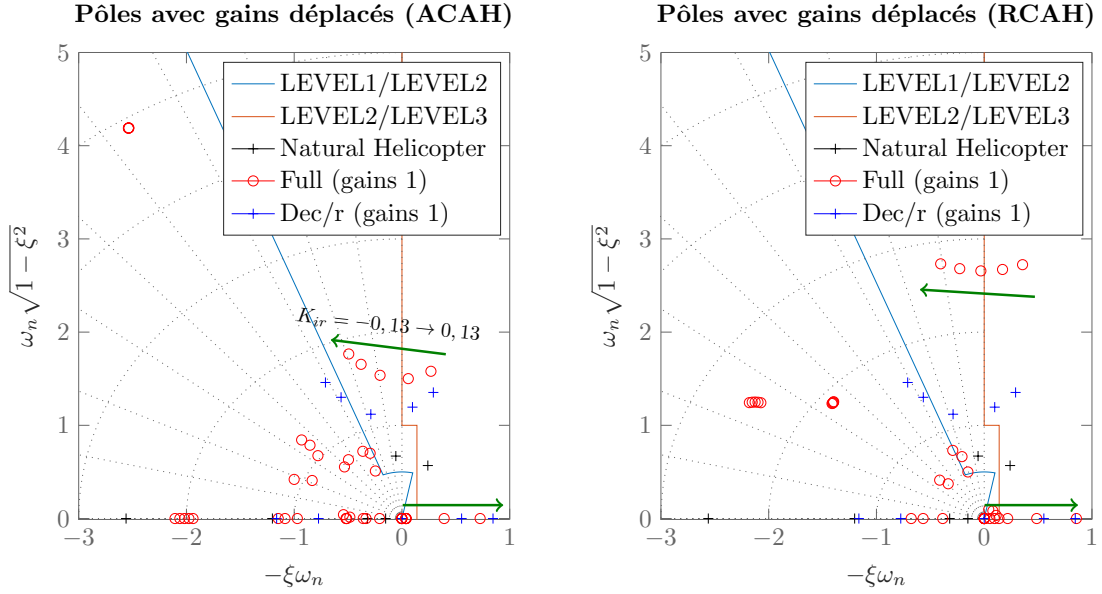 Pôles avec gains déplacés (ACAH)
5
4
3
2
1
0
−3
−2
−1
0
1
ω_n√1 − ξ²
−ξω_n
LEVEL1/LEVEL2
LEVEL2/LEVEL3
Natural Helicopter
Full (gains 1)
Dec/r (gains 1)
K_ir = −0, 13 → 0, 13
Pôles avec gains déplacés (RCAH)
5
4
3
2
1
0
−3
−2
−1
0
1
ω_n√1 − ξ²
−ξω_n
LEVEL1/LEVEL2
LEVEL2/LEVEL3
Natural Helicopter
Full (gains 1)
Dec/r (gains 1)